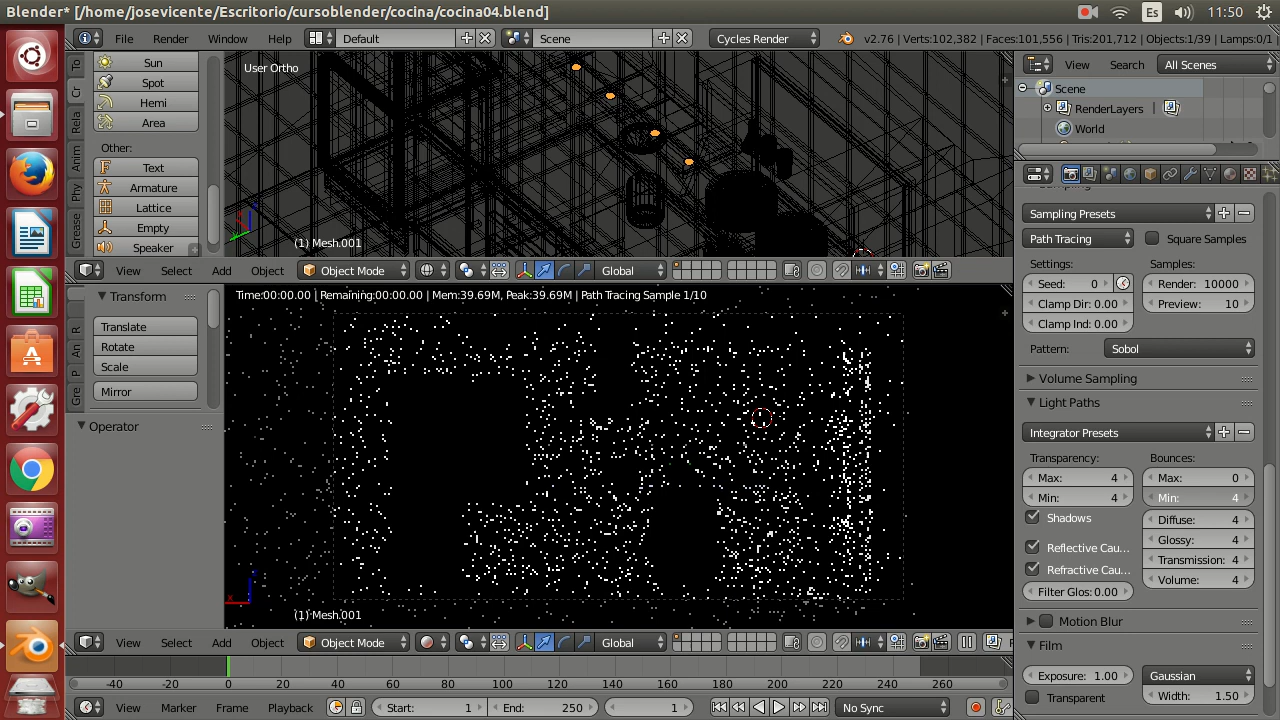 Blender* [/home/josevicente/Escritorio/cursoblender/cocina/cocina04.blend]
Es
11:50
File Render Window Help
Default
Scene
Cycles Render
v2.76 | Verts:102,382 | Faces:101,556 | Tris:201,712 | Objects:1/39 | Lamps:0/1
To
Cr
Rela
Anim
Phy
Grease
Sun
Spot
Hemi
Area
Other:
Text
Armature
Lattice
Empty
Speaker
User Ortho
(1) Mesh.001
View Select Add Object
Object Mode
Global
View Search All Scenes
Scene
RenderLayers
World
Sampling Presets
Path Tracing
Square Samples
Settings:
Samples:
Seed: 0
Render: 10000
Clamp Dir: 0.00
Preview: 10
Clamp Ind: 0.00
Pattern: Sobol
Volume Sampling
Light Paths
Integrator Presets
Transparency:
Bounces:
Max: 4
Max: 0
Min: 4
Min: 4
Shadows
Diffuse: 4
Glossy: 4
Reflective Cau...
Transmission: 4
Refractive Cau...
Volume: 4
Filter Glos: 0.00
Motion Blur
Film
Exposure: 1.00
Gaussian
Transparent
Width: 1.50
R
An
P
Gre
Transform
Translate
Rotate
Scale
Mirror
Operator
Time:00:00.00 | Remaining:00:00.00 | Mem:39.69M, Peak:39.69M | Path Tracing Sample 1/10
x
(1) Mesh.001
View Select Add Object
Object Mode
Global
R
-40 -20 0 20 40 60 80 100 120 140 160 180 200 220 240 260
View Marker Frame Playback
Start: 1
End: 250
1
No Sync